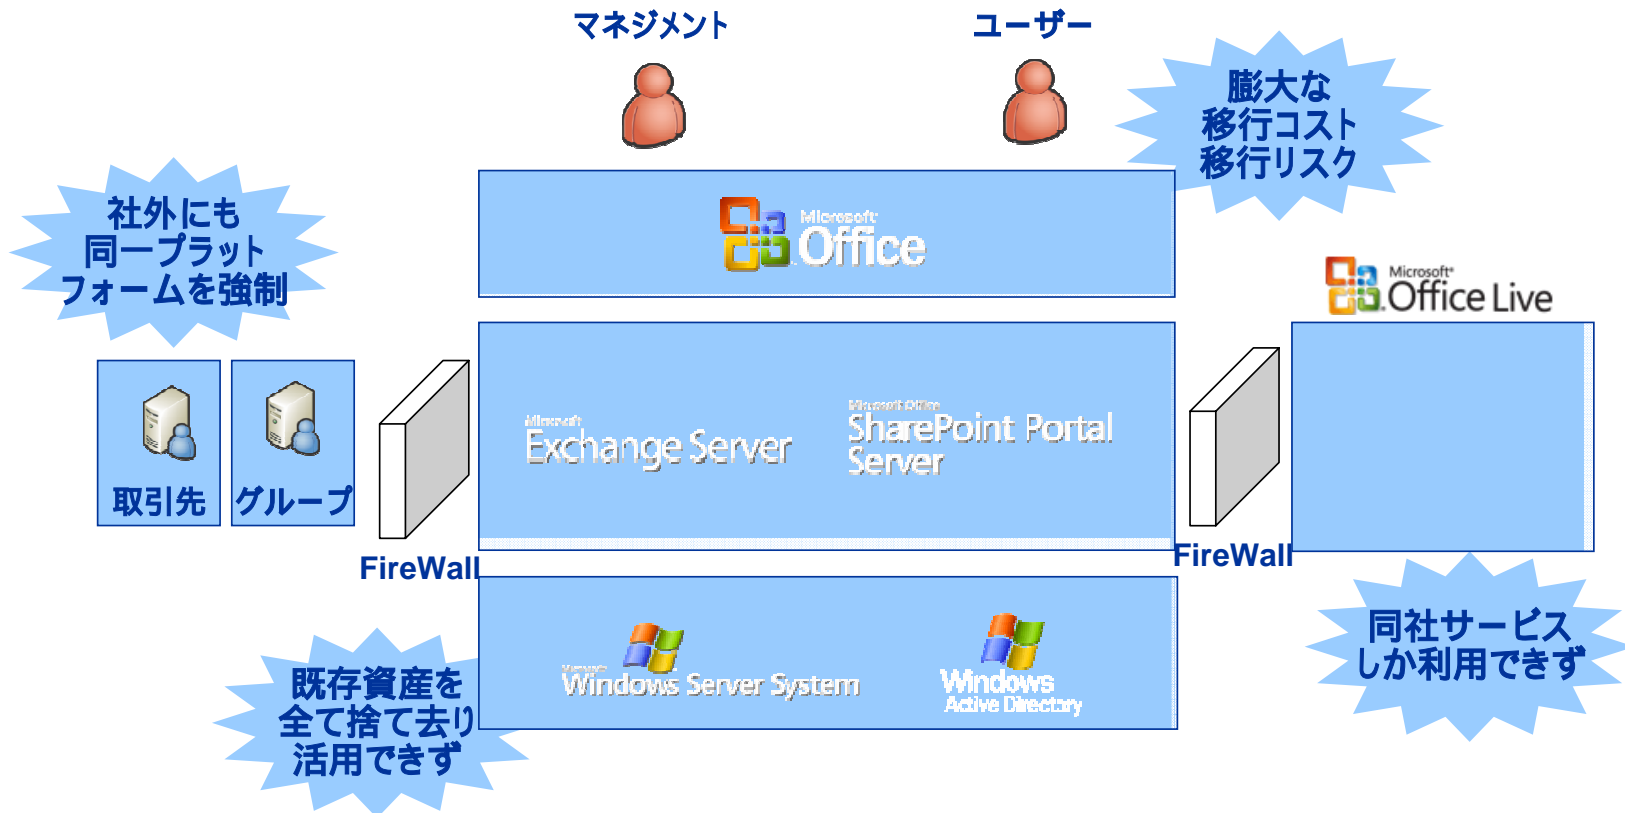 マネジメント
ユーザー
膨大な
移行コスト
移行リスク
社外にも
同一プラット
フォームを強制
Microsoft
Office
Microsoft
Office Live
Microsoft
Exchange Server
Microsoft Office
SharePoint Portal
Server
取引先
グループ
FireWall
FireWall
Microsoft
Windows Server System
Windows
Active Directory
既存資産を
全て捨て去り
活用できず
同社サービス
しか利用できず